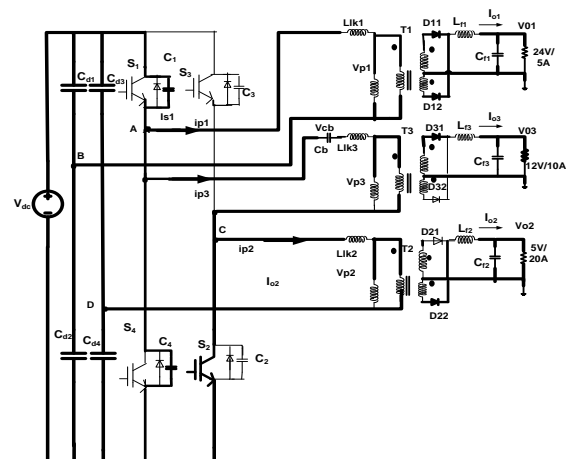 Llk1 T1 D11 Lf1 Io1 V01
S1 C1 S3
Cd1 Cd3 Cf1 24V/
5A
Vp1
C3
Is1 D12
A ip1
Vcb T3 D31 Lf3 Io3 V03
Cb Llk3
B
Cf3 12V/10A
ip3 Vp3 D32
Vdc
C D21 Lf2 Io2 Vo2
ip2 T2
Llk2 5V/
20A
Vp2 Cf2
Io2
D D22
S4
Cd2 Cd4 C4 S2 C2